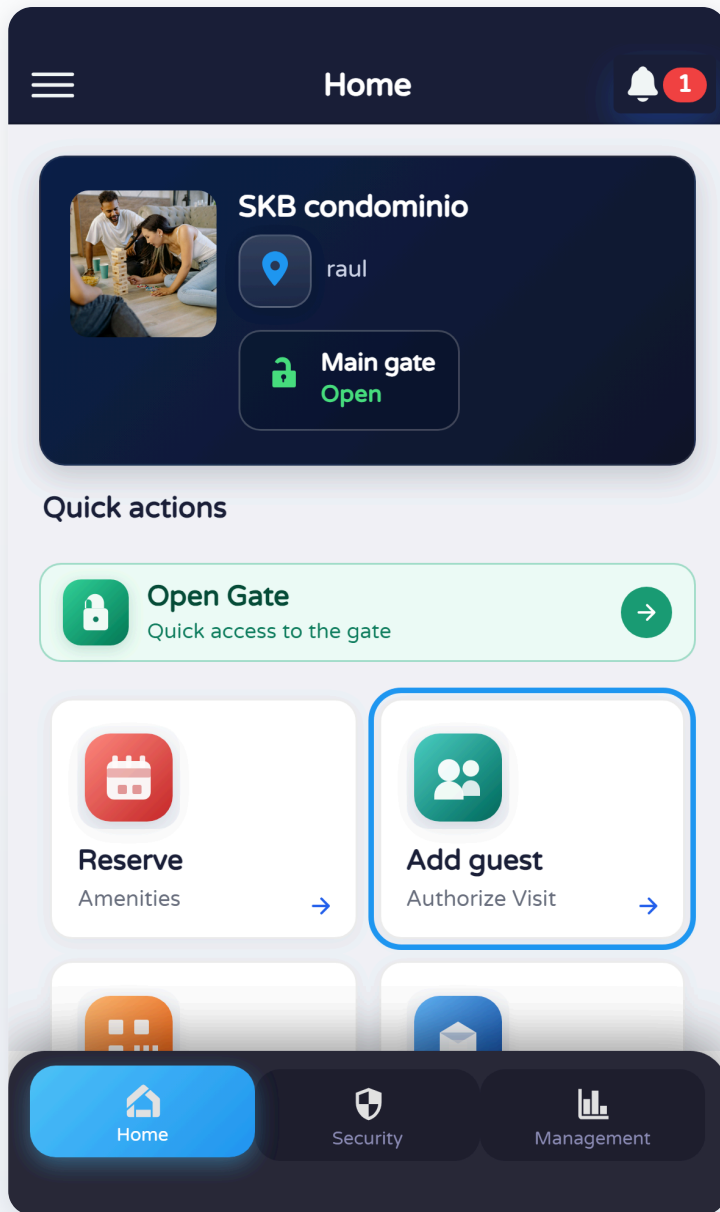 Home
1
SKB condominio
raul
Main gate
Open
Quick actions
Open Gate
Quick access to the gate
Reserve
Amenities
Add guest
Authorize Visit
Home
Security
Management